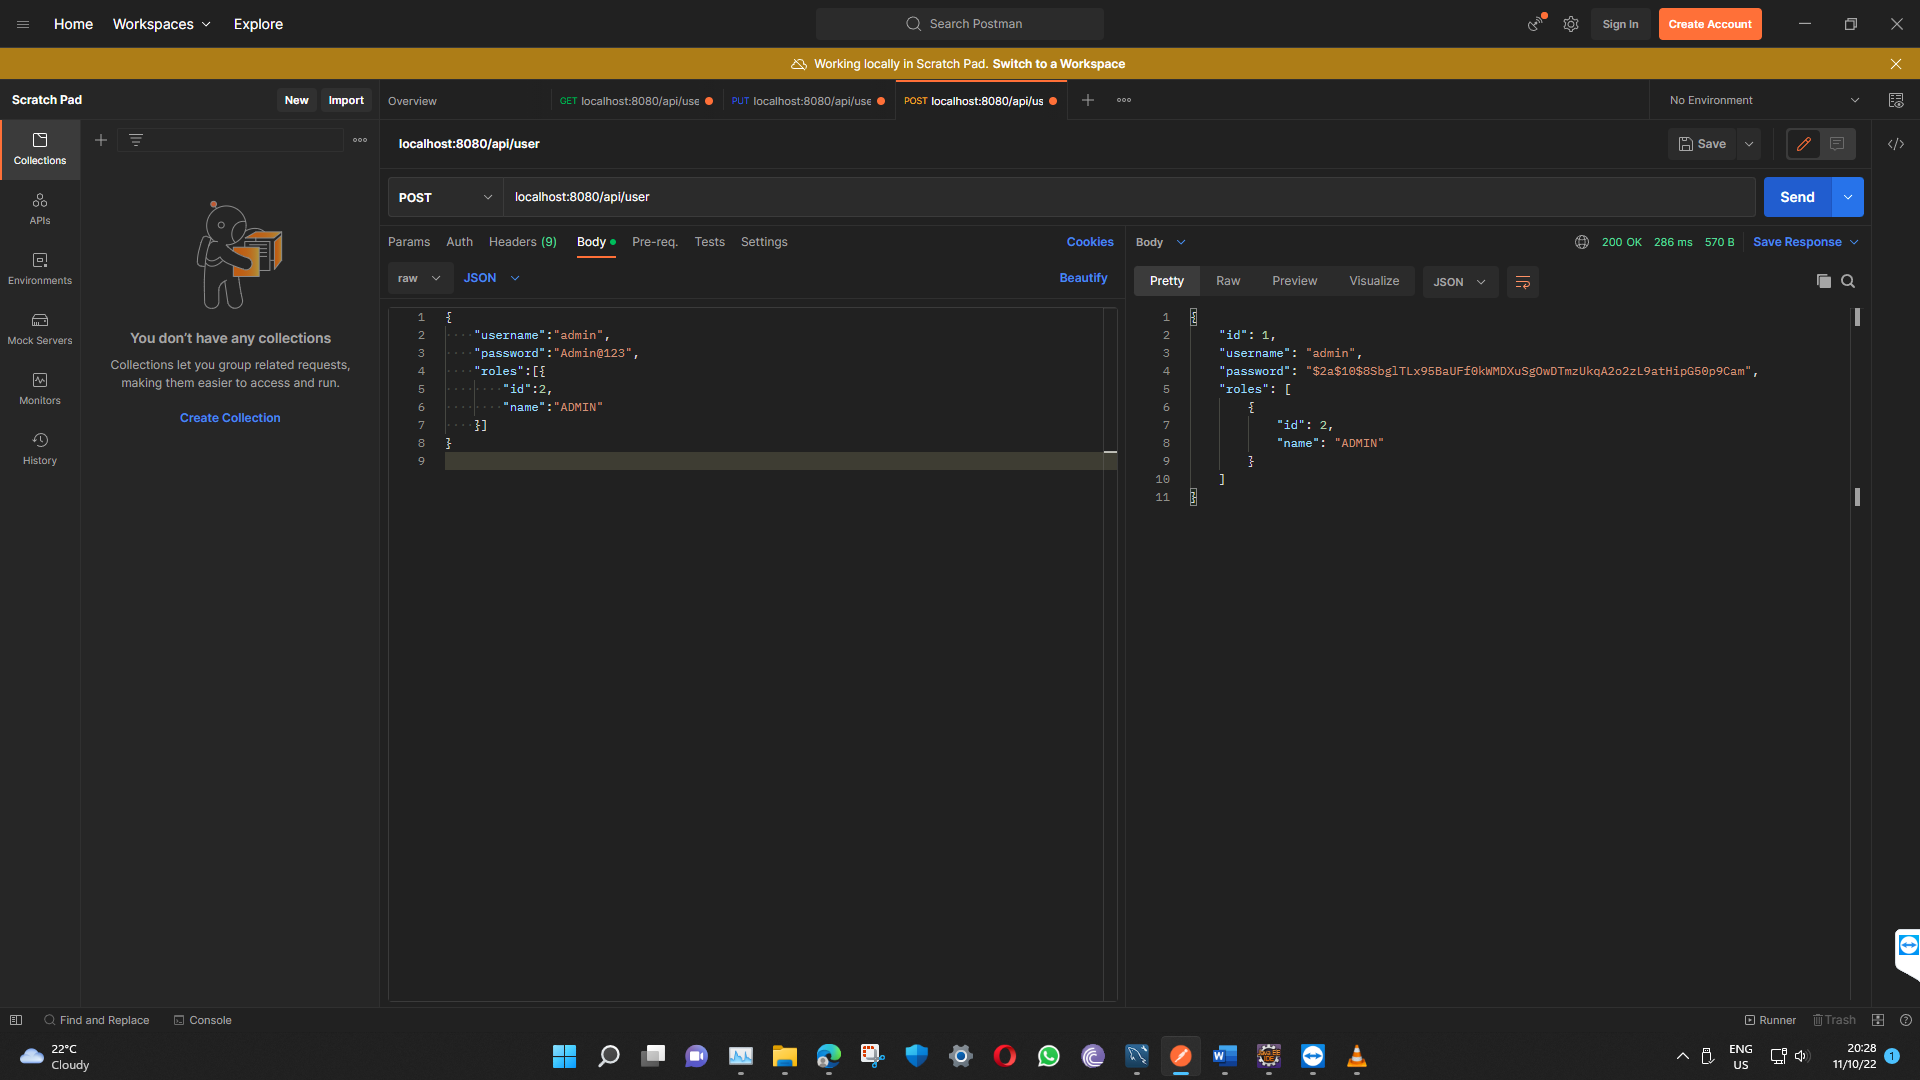 Home
Workspaces
Explore
Search Postman
Sign In
Create Account
Working locally in Scratch Pad. Switch to a Workspace
Scratch Pad
New
Import
Overview
GET localhost:8080/api/use
PUT localhost:8080/api/use
POST localhost:8080/api/us
No Environment
Collections
APIs
Environments
Mock Servers
Monitors
History
You don't have any collections
Collections let you group related requests,
making them easier to access and run.
Create Collection
localhost:8080/api/user
Save
POST
localhost:8080/api/user
Send
Params
Auth
Headers (9)
Body
Pre-req.
Tests
Settings
Cookies
raw
JSON
Beautify
1 {
2 "username":"admin",
3 "password":"Admin@123",
4 "roles":[{
5 "id":2,
6 "name":"ADMIN"
7 }]
8 }
9
Body
200 OK
286 ms
570 B
Save Response
Pretty
Raw
Preview
Visualize
JSON
1 {
2 "id": 1,
3 "username": "admin",
4 "password": "$2a$10$8SbglTLx95BaUFf0kWMDXuSgOwDTmzUkqA2o2zL9atHipG50p9Cam",
5 "roles": [
6 {
7 "id": 2,
8 "name": "ADMIN"
9 }
10 ]
11 }
Find and Replace
Console
Runner
Trash
22°C
Cloudy
ENG
US
20:28
11/10/22
1